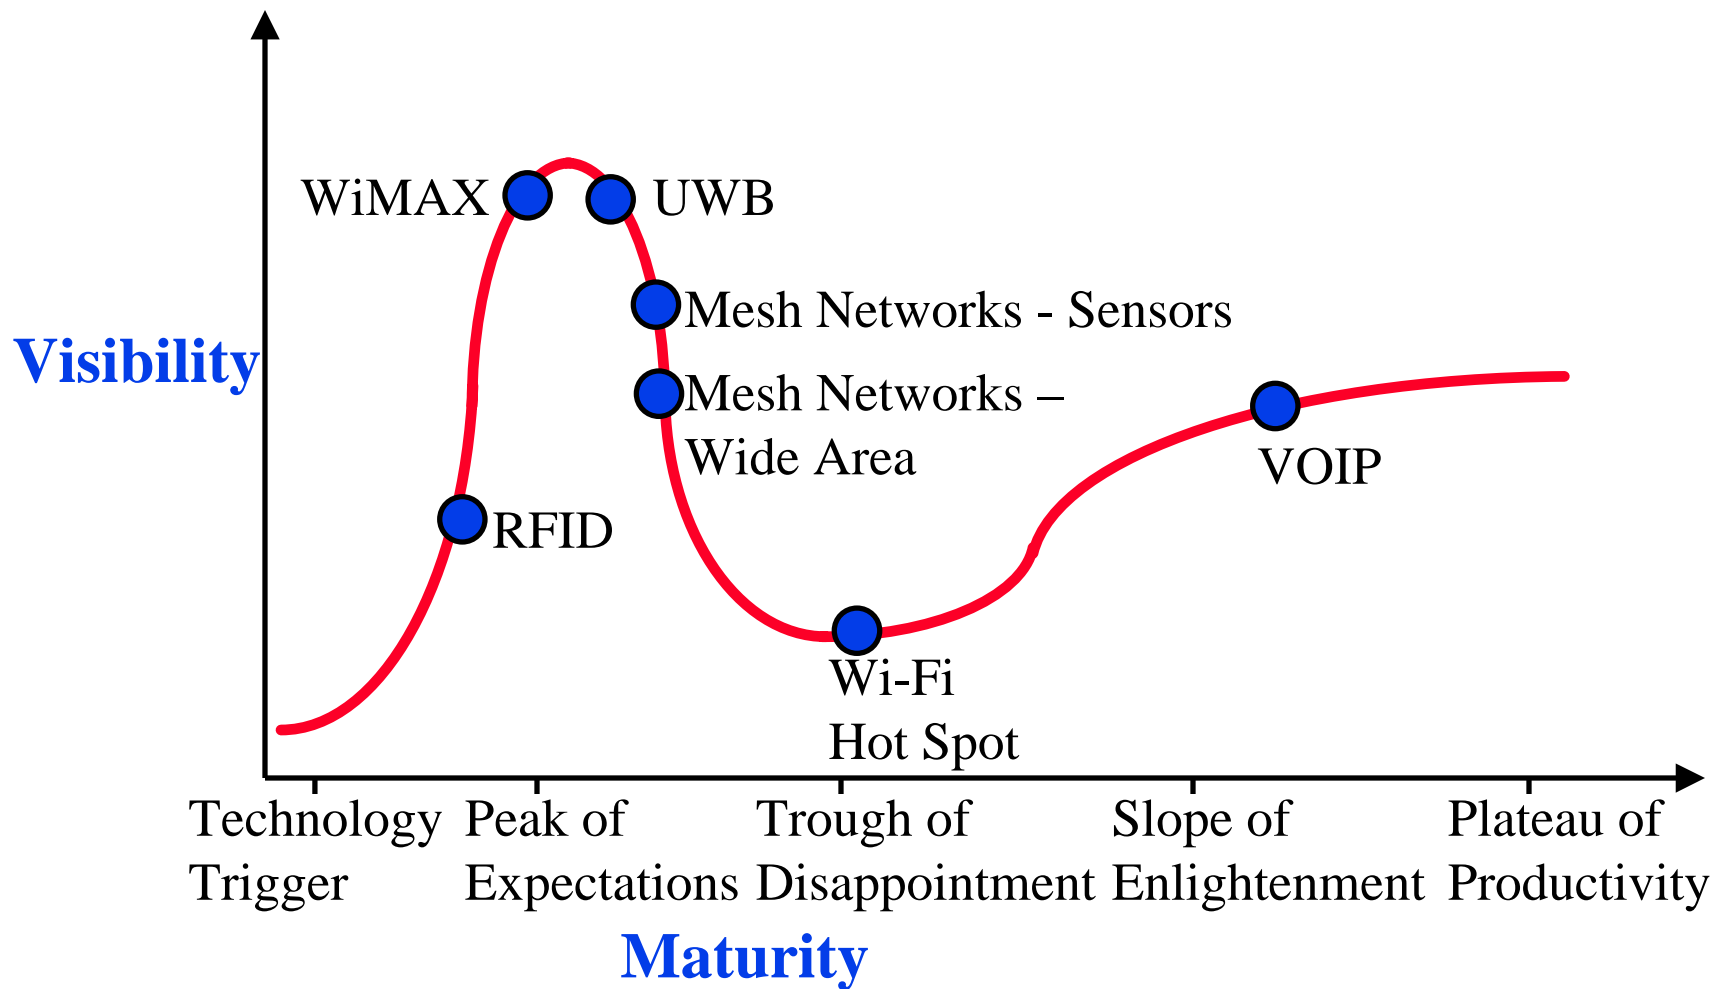 WiMAX
UWB
Mesh Networks - Sensors
Visibility
Mesh Networks –
Wide Area
VOIP
RFID
Wi-Fi
Hot Spot
Technology
Trigger
Peak of
Expectations
Trough of
Disappointment
Slope of
Enlightenment
Plateau of
Productivity
Maturity